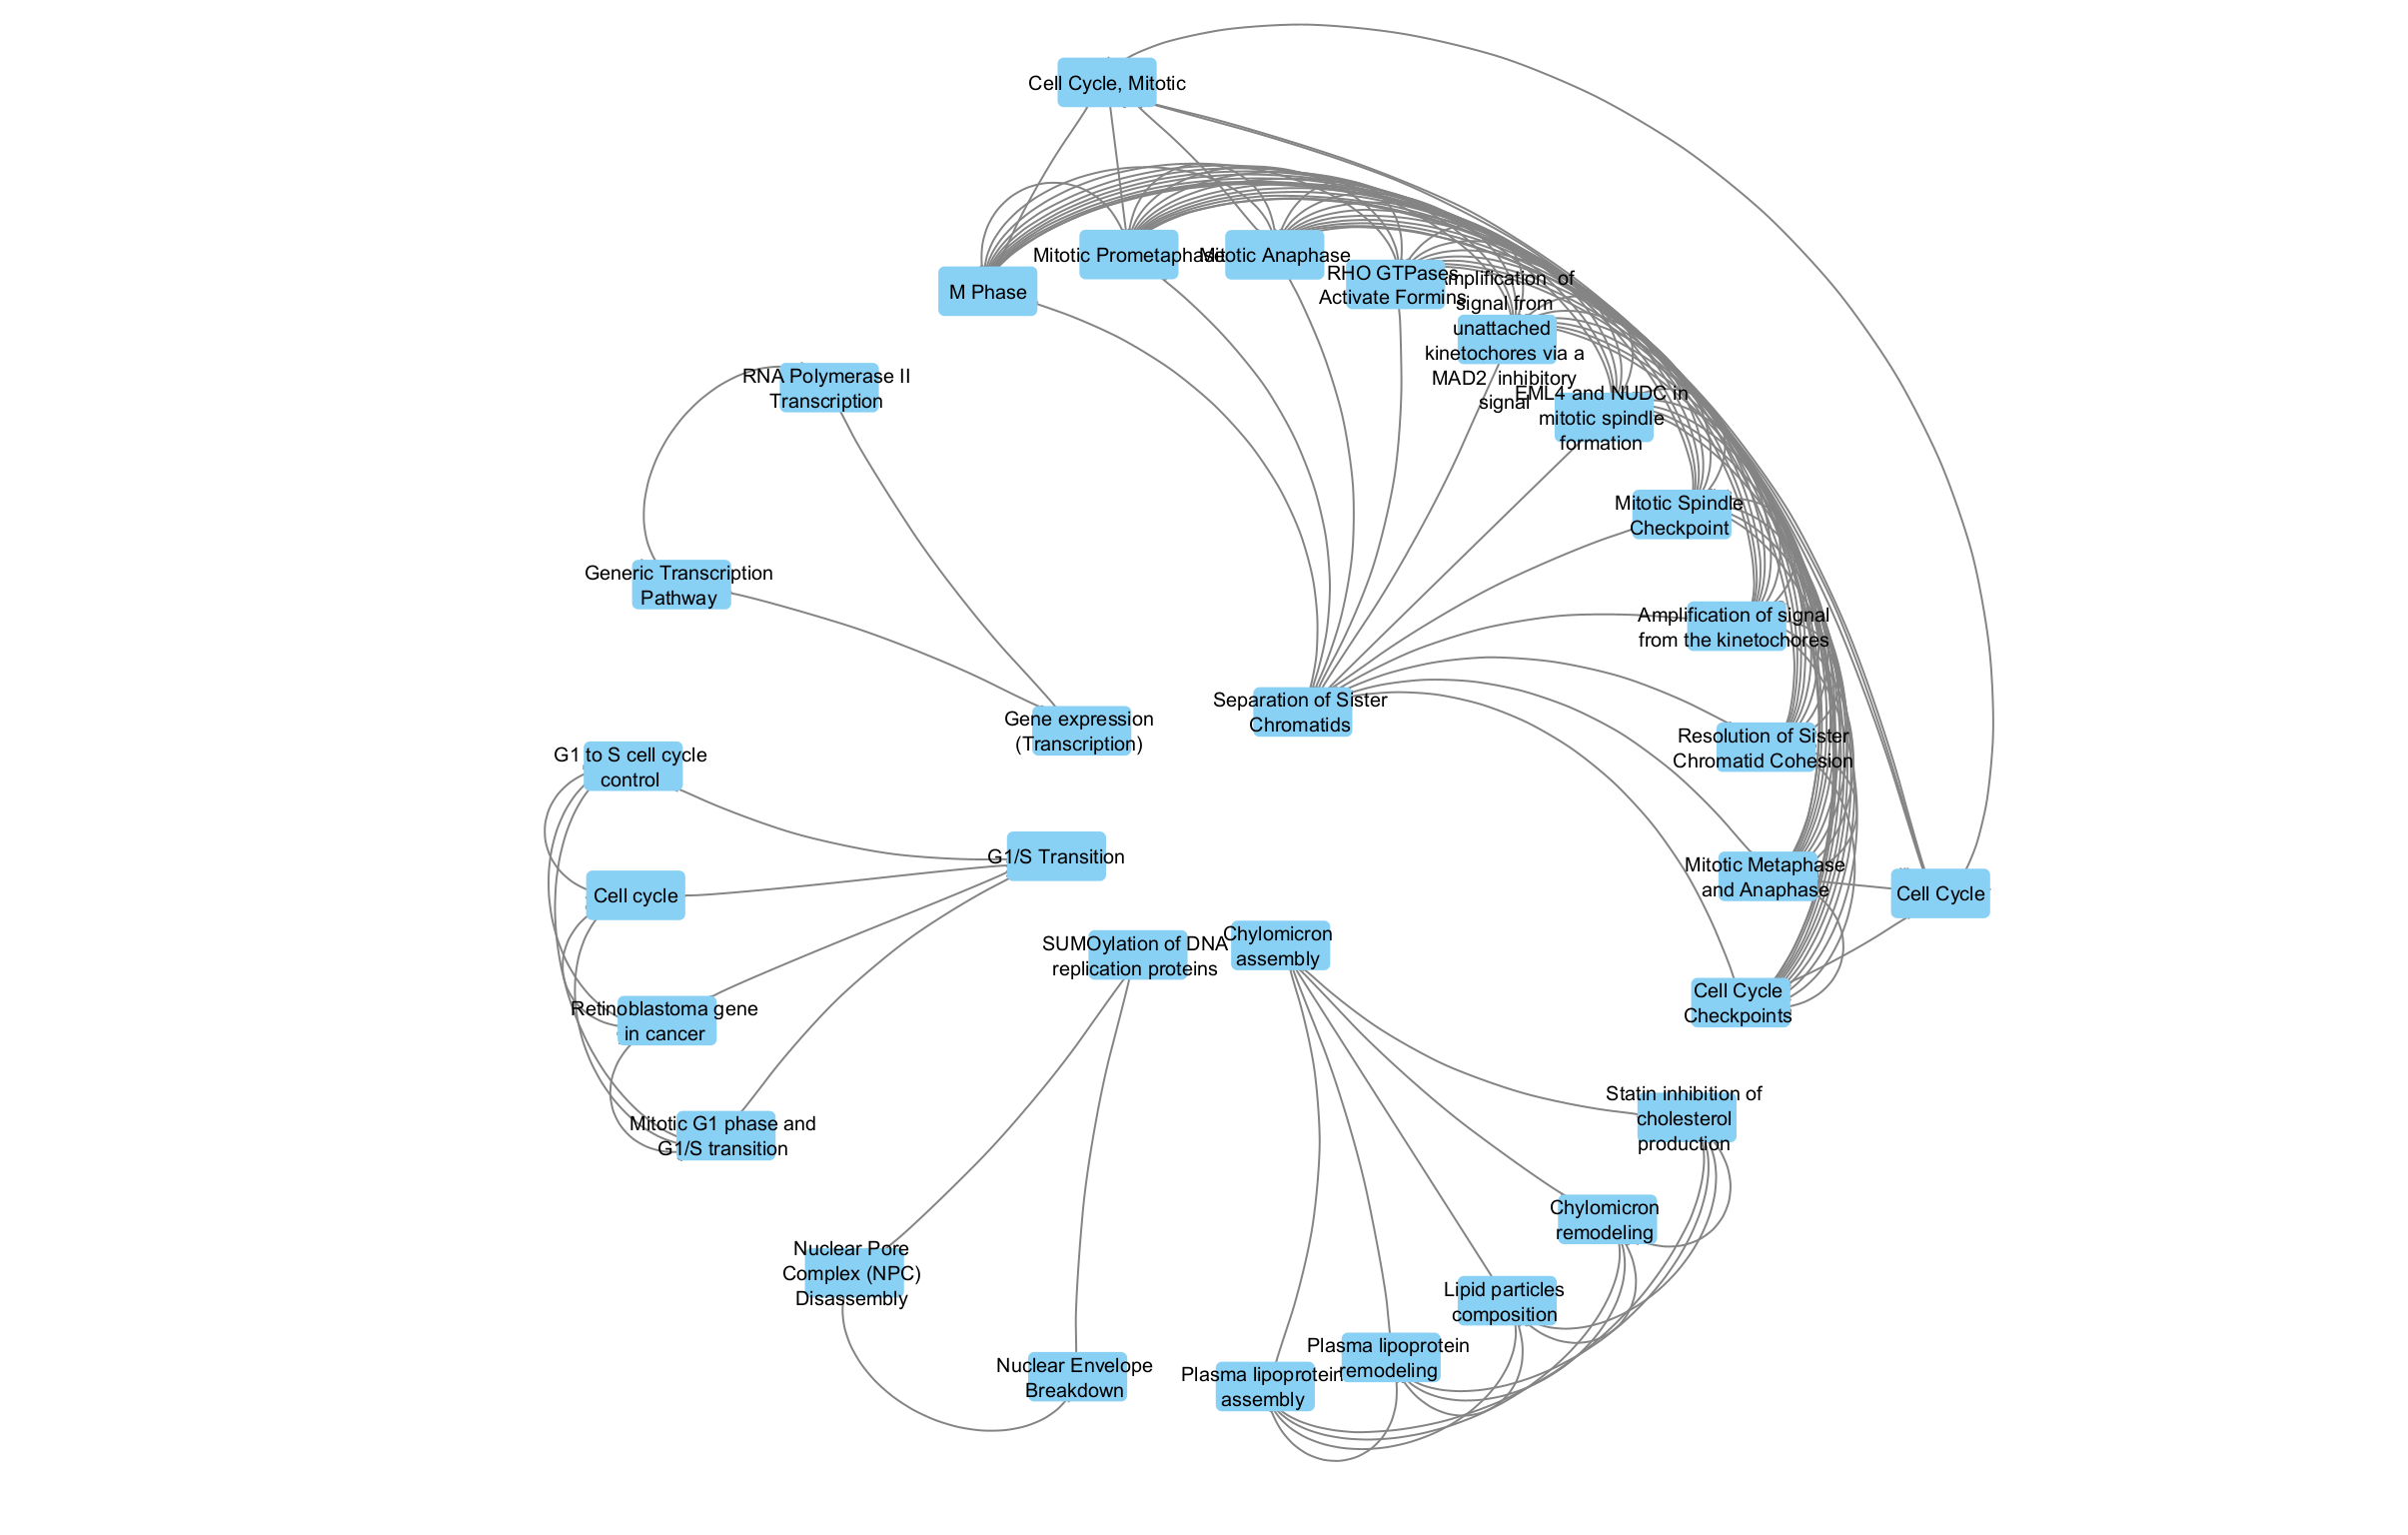 Cell Cycle, Mitotic
Mitotic Prometaphase
Mitotic Anaphase
M Phase
RHO GTPases
Activate Formins
Amplification of
signal from
unattached
kinetochores via a
MAD2 inhibitory
signal
EML4 and NUDC in
mitotic spindle
formation
RNA Polymerase II
Transcription
Mitotic Spindle
Checkpoint
Generic Transcription
Pathway
Amplification of signal
from the kinetochores
Separation of Sister
Chromatids
Gene expression
(Transcription)
Resolution of Sister
Chromatid Cohesion
G1 to S cell cycle
control
G1/S Transition
Mitotic Metaphase
and Anaphase
Cell Cycle
Cell cycle
SUMOylation of DNA
replication proteins
Chylomicron
assembly
Cell Cycle
Checkpoints
Retinoblastoma gene
in cancer
Mitotic G1 phase and
G1/S transition
Statin inhibition of
cholesterol
production
Chylomicron
remodeling
Nuclear Pore
Complex (NPC)
Disassembly
Lipid particles
composition
Plasma lipoprotein
remodeling
Nuclear Envelope
Breakdown
Plasma lipoprotein
assembly